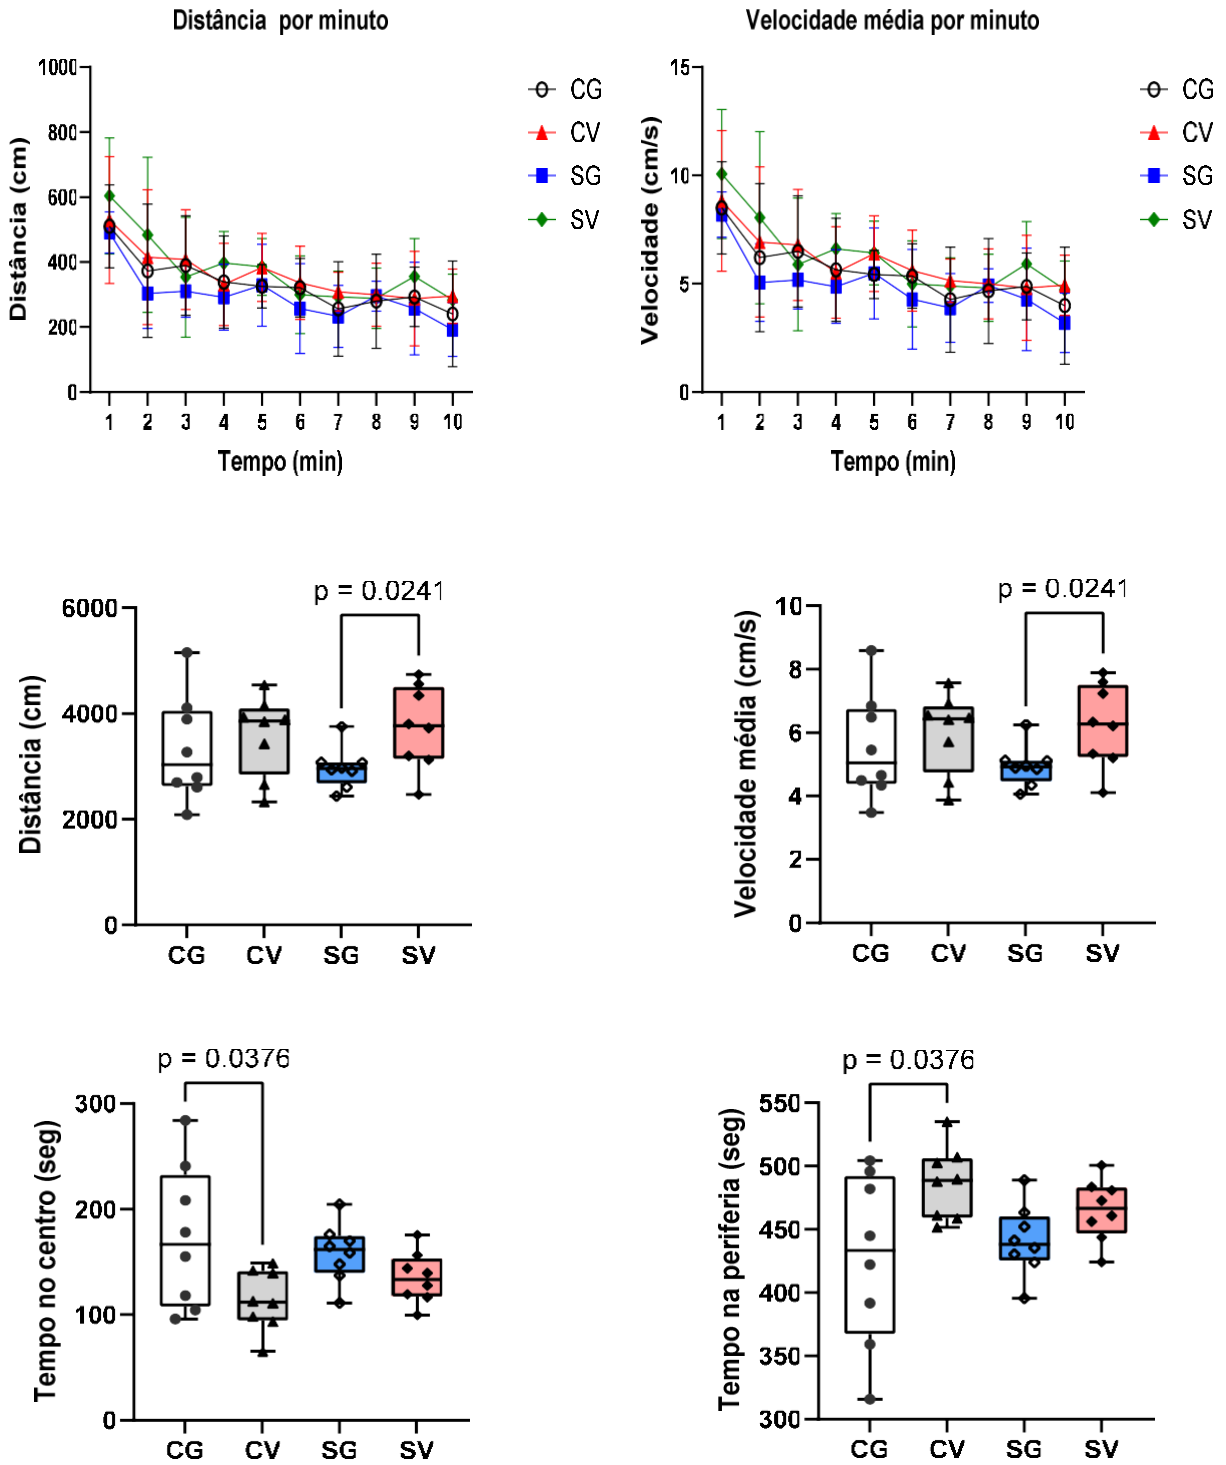 Distância por minuto
1000
800
600
400
200
0
Distância (cm)
1 2 3 4 5 6 7 8 9 10
Tempo (min)
CG
CV
SG
SV
Velocidade média por minuto
15
10
5
0
Velocidade (cm/s)
1 2 3 4 5 6 7 8 9 10
Tempo (min)
CG
CV
SG
SV
p = 0.0241
6000
4000
2000
0
Distância (cm)
CG CV SG SV
p = 0.0241
10
8
6
4
2
0
Velocidade média (cm/s)
CG CV SG SV
p = 0.0376
300
200
100
0
Tempo no centro (seg)
CG CV SG SV
p = 0.0376
550
500
450
400
350
300
Tempo na periferia (seg)
CG CV SG SV